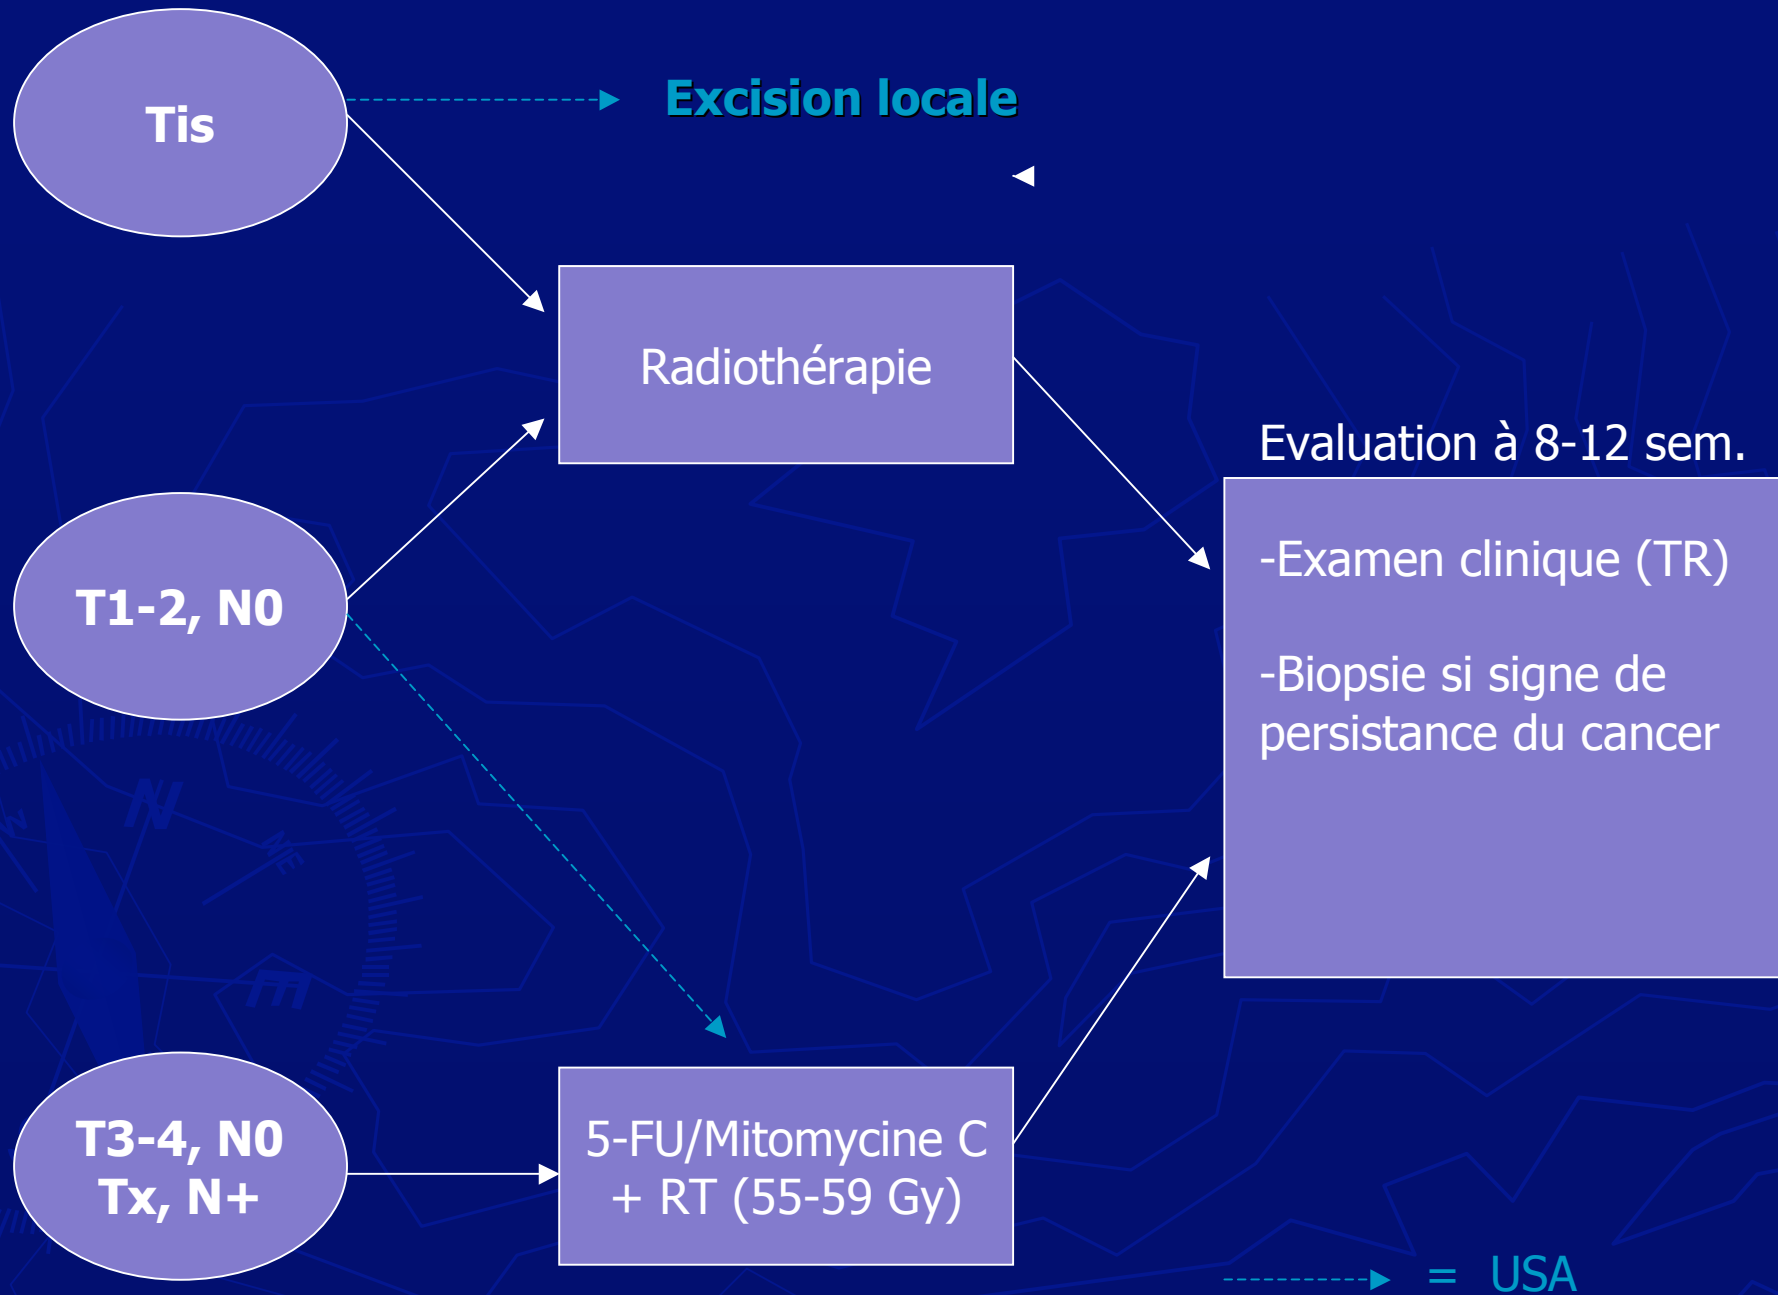 Tis
Excision locale
Radiothérapie
T1-2, N0
Evaluation à 8-12 sem.
-Examen clinique (TR)
-Biopsie si signe de
persistance du cancer
T3-4, N0
Tx, N+
5-FU/Mitomycine C
+ RT (55-59 Gy)
= USA
N
NE
E